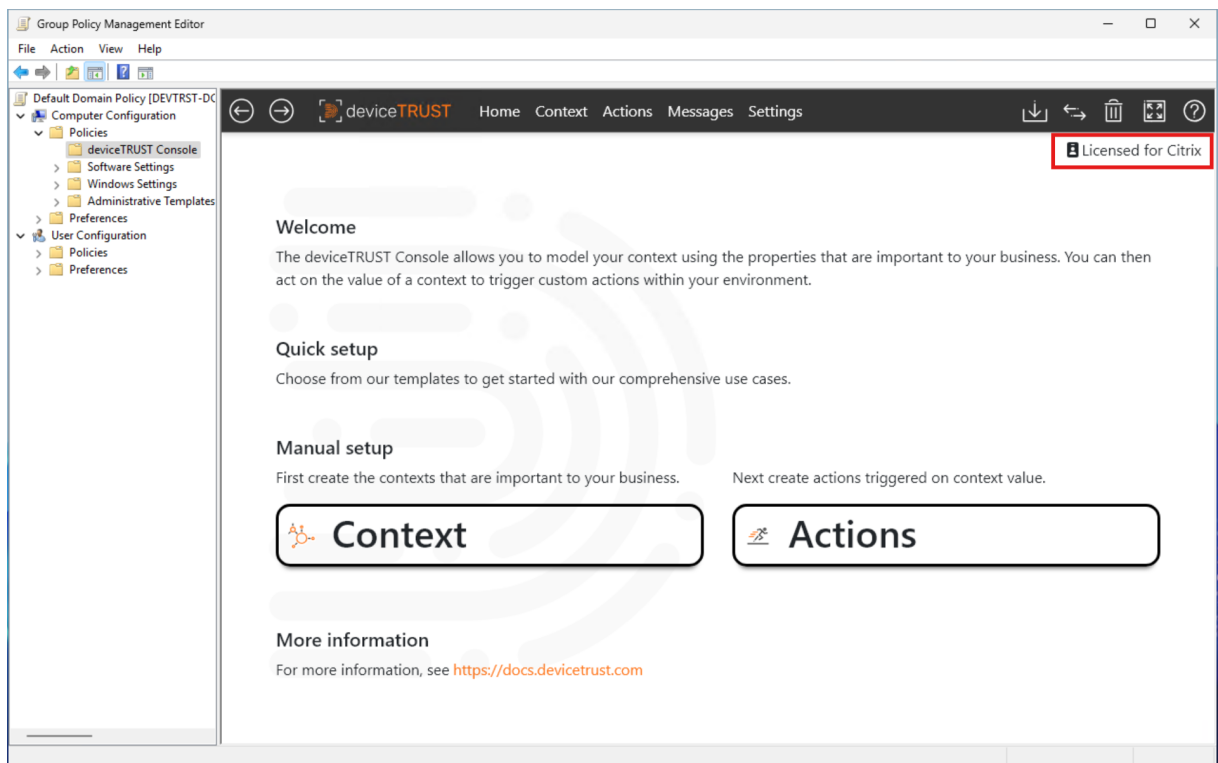 Group Policy Management Editor
File Action View Help
Default Domain Policy [DEVTRST-DC
Computer Configuration
Policies
deviceTRUST Console
Software Settings
Windows Settings
Administrative Templates
Preferences
User Configuration
Policies
Preferences
deviceTRUST Home Context Actions Messages Settings
Licensed for Citrix
Welcome
The deviceTRUST Console allows you to model your context using the properties that are important to your business. You can then
act on the value of a context to trigger custom actions within your environment.
Quick setup
Choose from our templates to get started with our comprehensive use cases.
Manual setup
First create the contexts that are important to your business.
Next create actions triggered on context value.
Context
Actions
More information
For more information, see https://docs.devicetrust.com